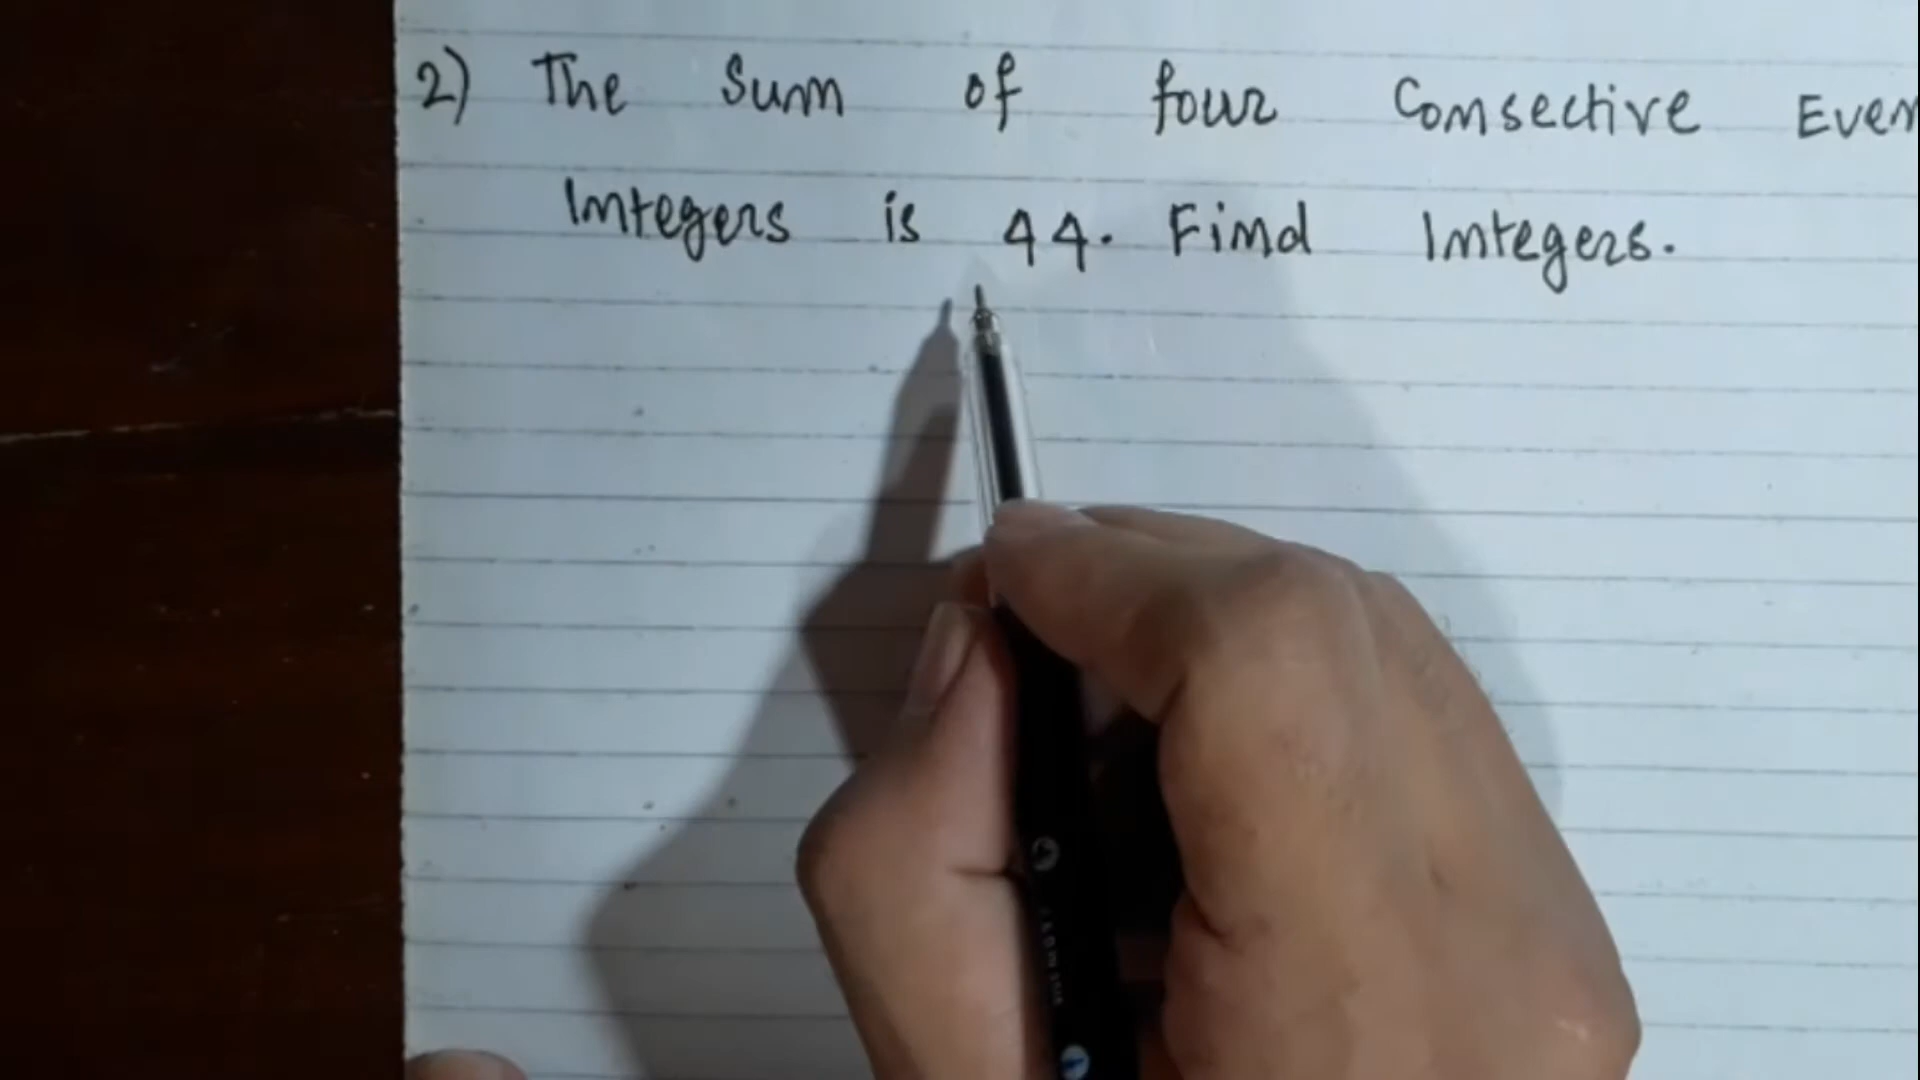 2) The Sum of four Consective Even
Integers is 44. Find Integers.